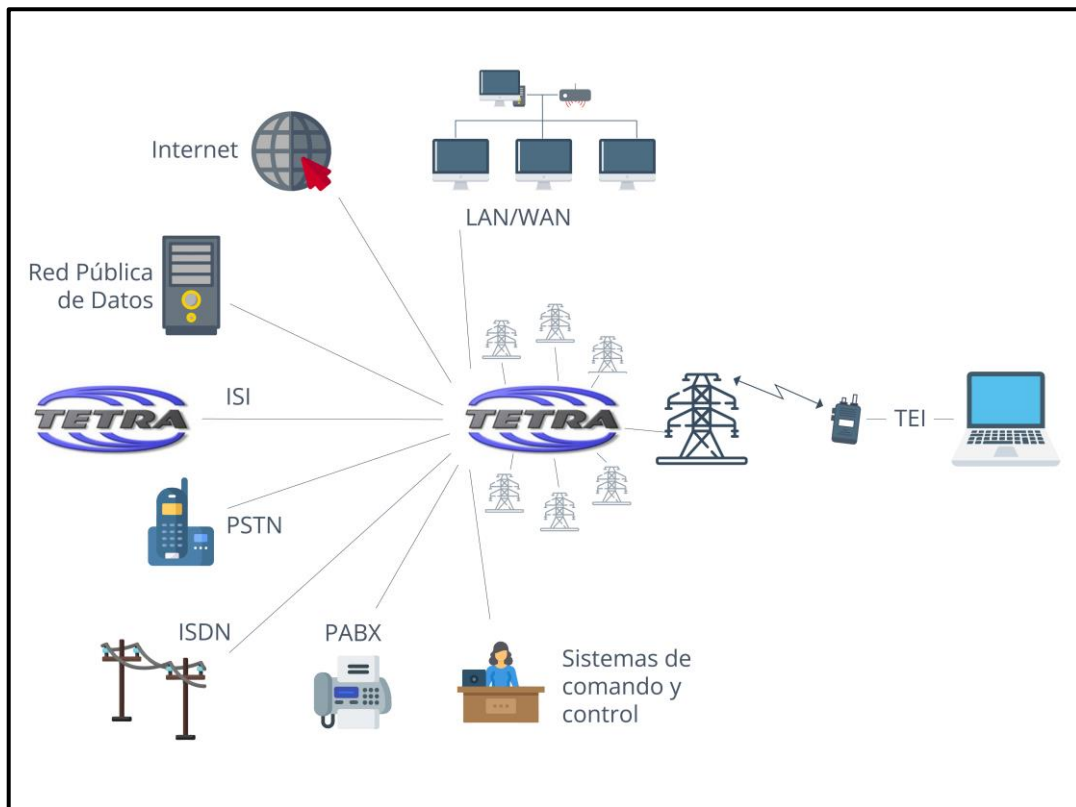 Internet
LAN/WAN
Red Pública
de Datos
TETRA
ISI
TETRA
TEI
PSTN
ISDN
PABX
Sistemas de
comando y
control